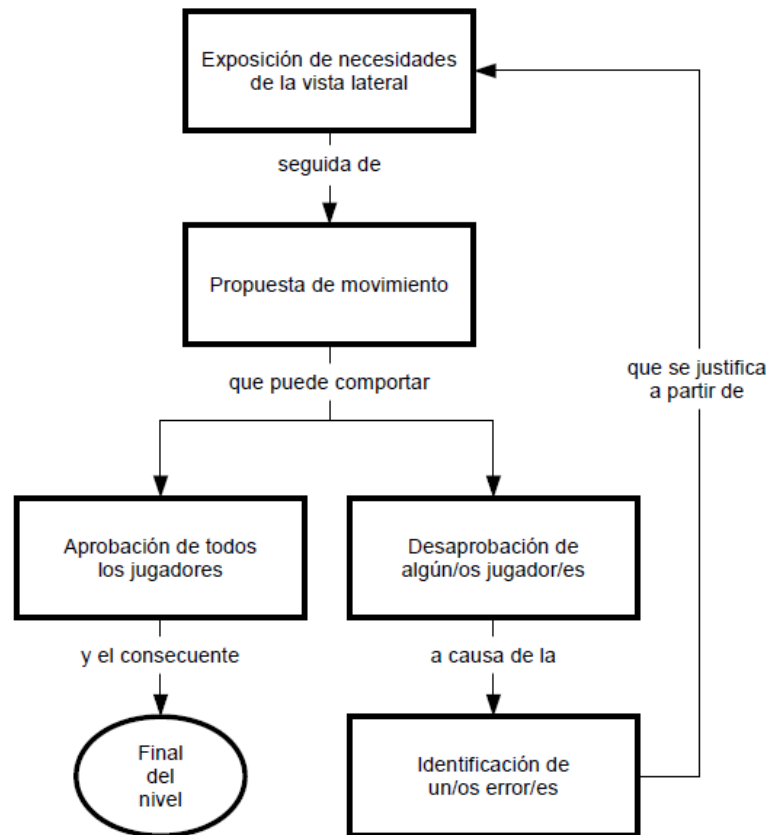 Exposición de necesidades
de la vista lateral
seguida de
Propuesta de movimiento
que puede comportar
que se justifica
a partir de
Aprobación de todos
los jugadores
Desaprobación de
algún/os jugador/es
y el consecuente
a causa de la
Final
del
nivel
Identificación de
un/os error/es